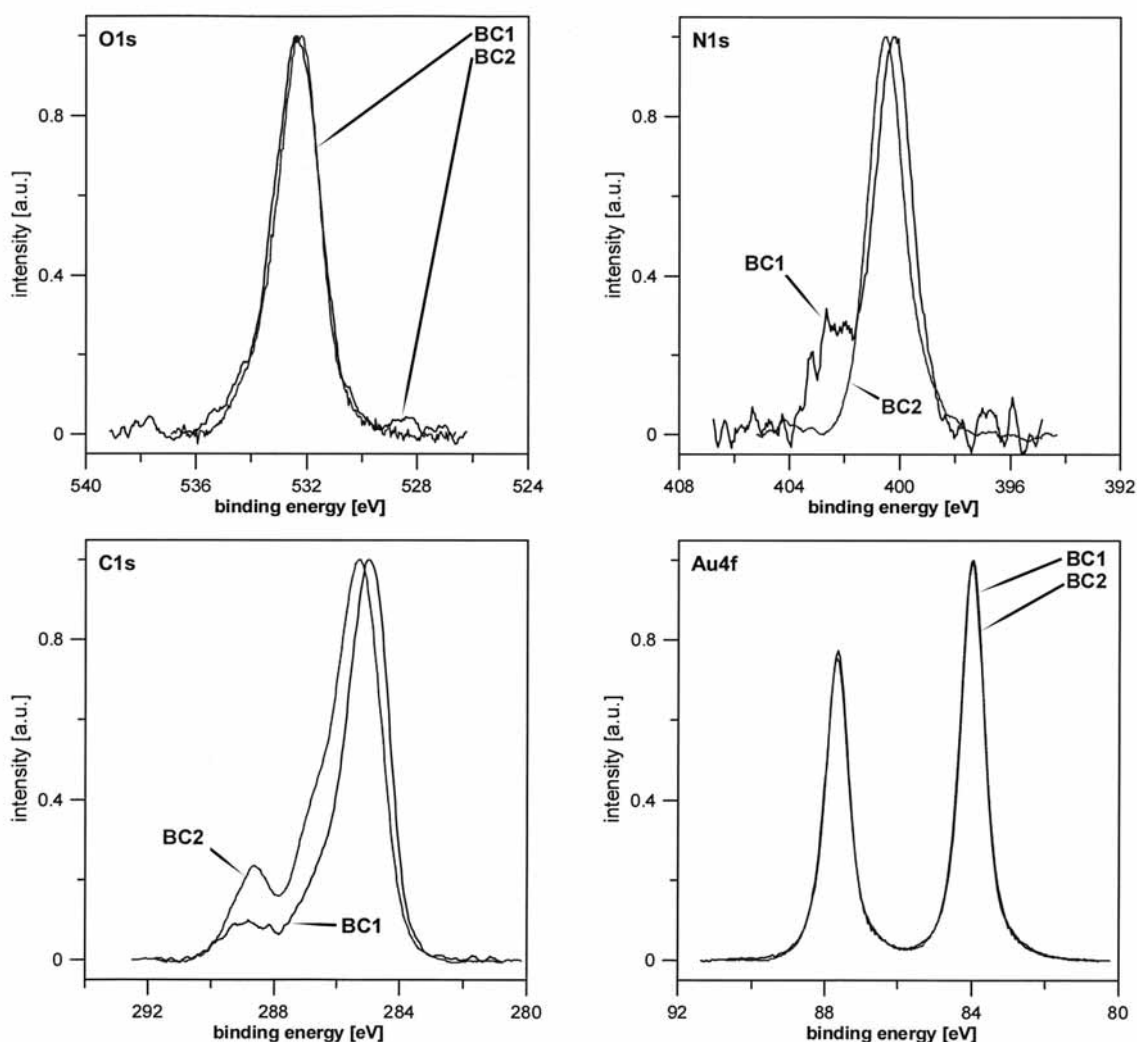 O1s
BC1
BC2
0.8
0.4
0
intensity [a.u.]
540
536
532
528
524
binding energy [eV]
N1s
BC1
BC2
0.8
0.4
0
intensity [a.u.]
408
404
400
396
392
binding energy [eV]
C1s
BC2
BC1
0.8
0.4
0
intensity [a.u.]
292
288
284
280
binding energy [eV]
Au4f
BC1
BC2
0.8
0.4
0
intensity [a.u.]
92
88
84
80
binding energy [eV]